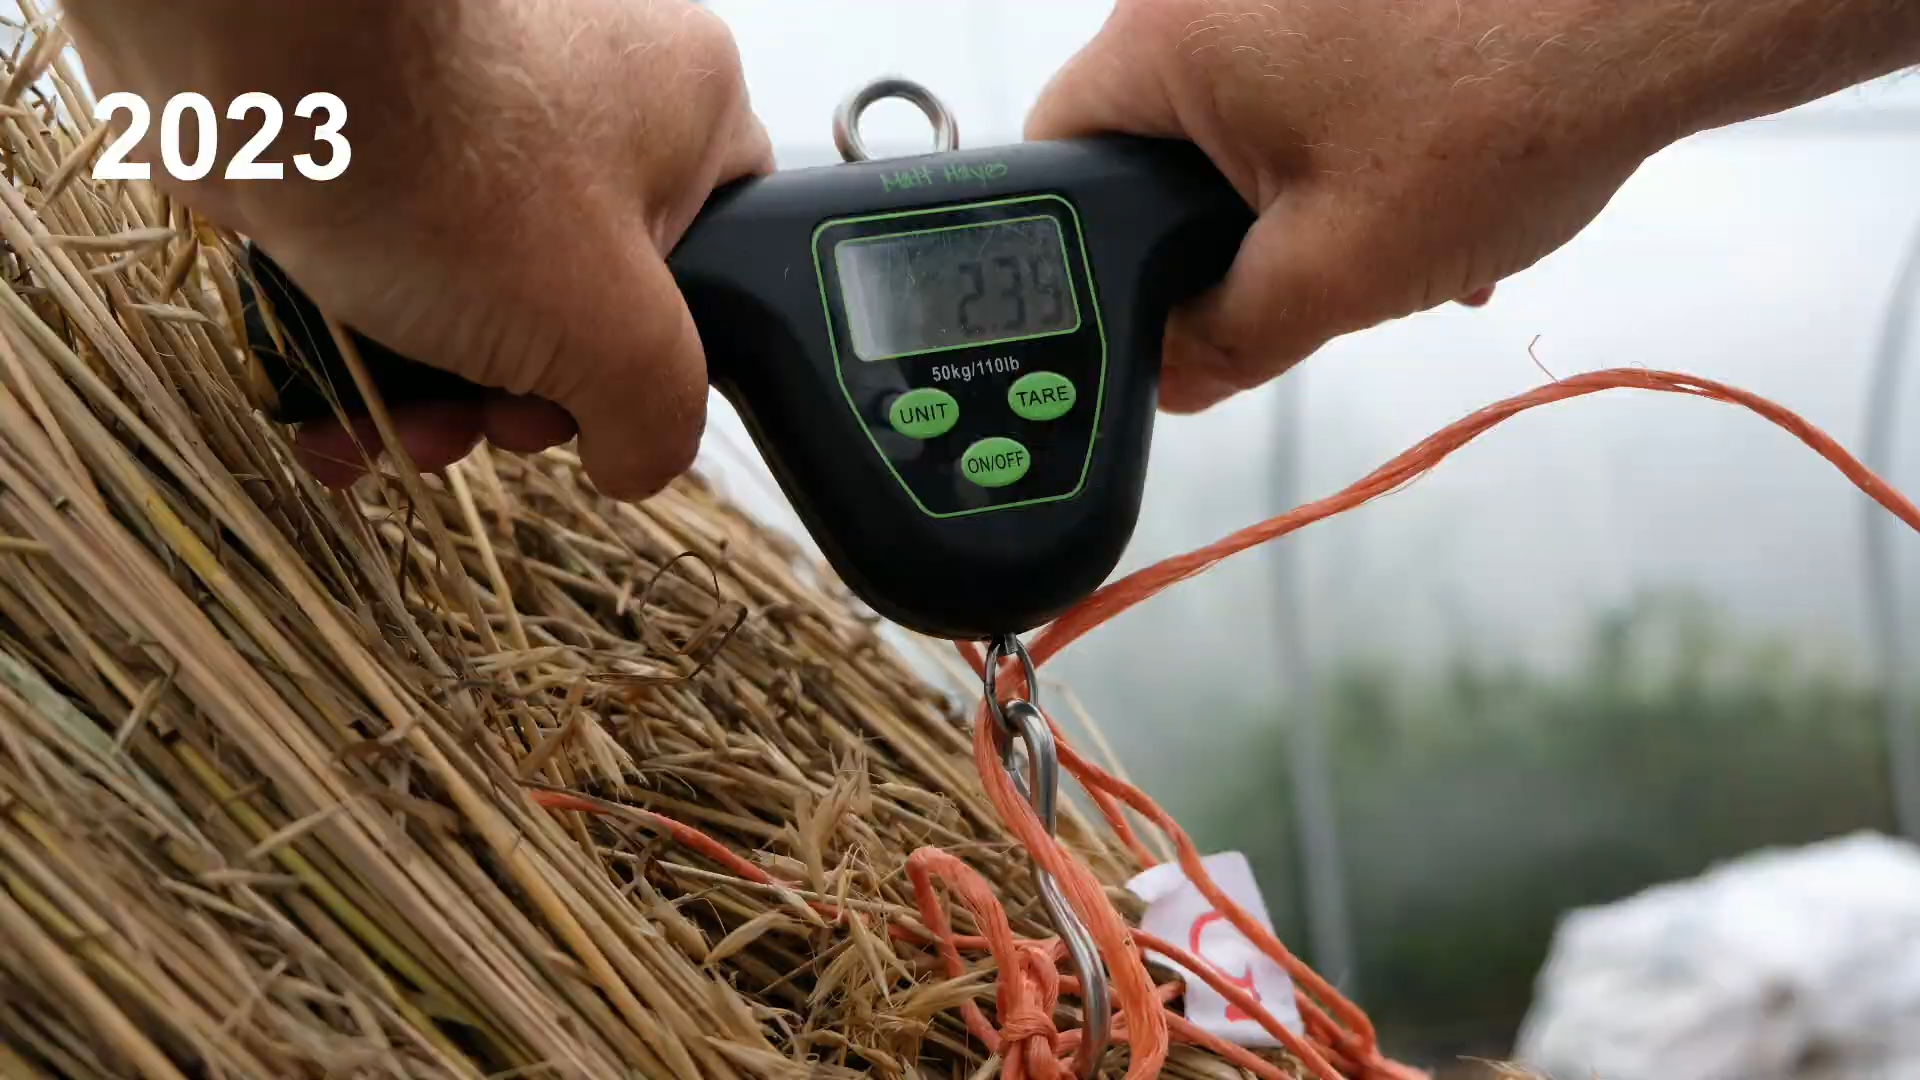 2023
Matt Hayes
2.35
50kg/110lb
UNIT
TARE
ON/OFF